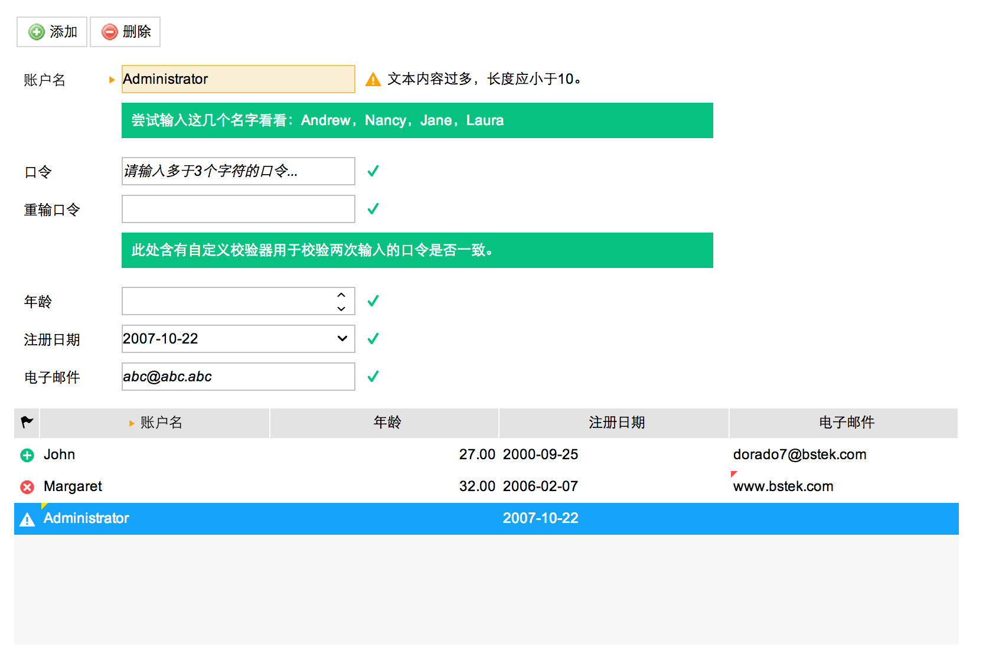 添加 删除
账户名 Administrator 文本内容过多，长度应小于10。
尝试输入这几个名字看看：Andrew，Nancy，Jane，Laura
口令 请输入多于3个字符的口令...
重输口令
此处含有自定义校验器用于校验两次输入的口令是否一致。
年龄
注册日期 2007-10-22
电子邮件 abc@abc.abc
账户名 年龄 注册日期 电子邮件
John 27.00 2000-09-25 dorado7@bstek.com
Margaret 32.00 2006-02-07 www.bstek.com
Administrator 2007-10-22